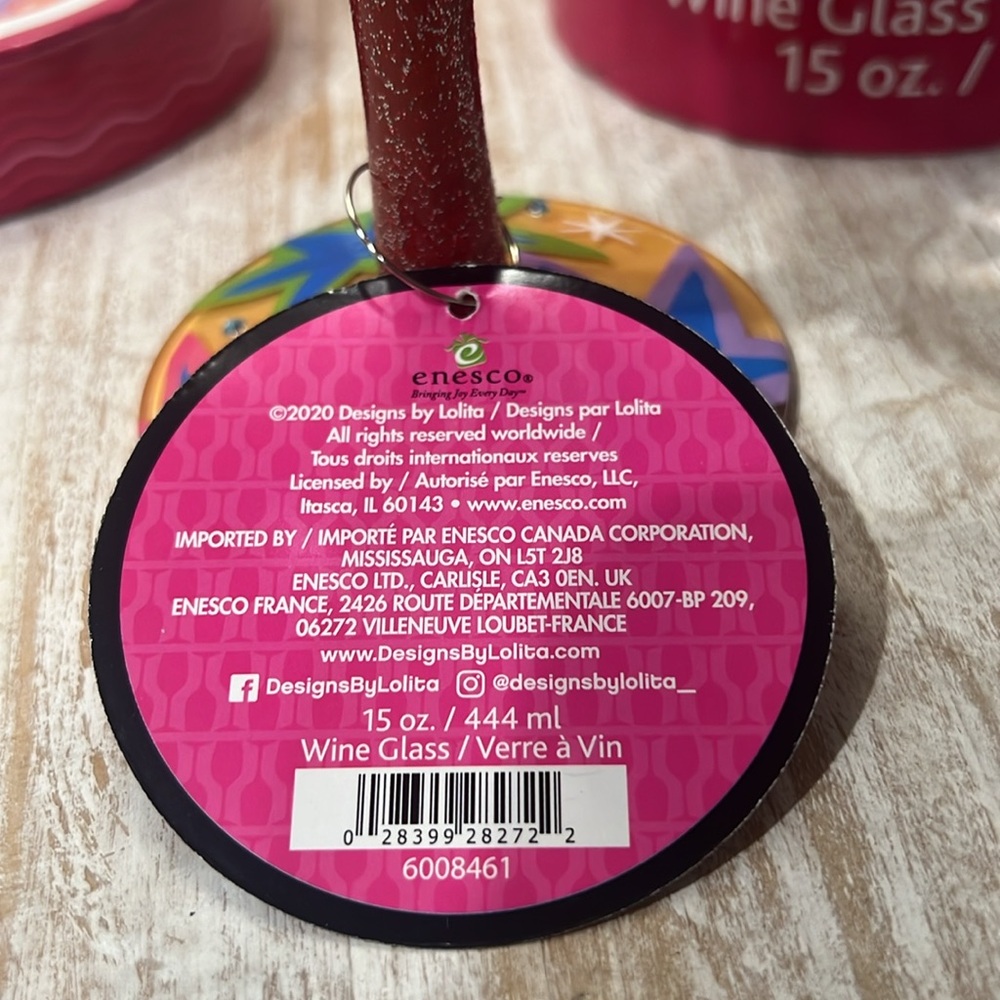 Wine Glass
15 oz. /
enesco®
Bringing Joy Every Day™
©2020 Designs by Lolita / Designs par Lolita
All rights reserved worldwide /
Tous droits internationaux reserves
Licensed by / Autorisé par Enesco, LLC,
Itasca, IL 60143 • www.enesco.com
IMPORTED BY / IMPORTÉ PAR ENESCO CANADA CORPORATION,
MISSISSAUGA, ON L5T 2J8
ENESCO LTD., CARLISLE, CA3 0EN. UK
ENESCO FRANCE, 2426 ROUTE DÉPARTEMENTALE 6007-BP 209,
06272 VILLENEUVE LOUBET-FRANCE
www.DesignsByLolita.com
DesignsByLolita @designsbylolita_
15 oz. / 444 ml
Wine Glass / Verre à Vin
0 28399 28272 2
6008461